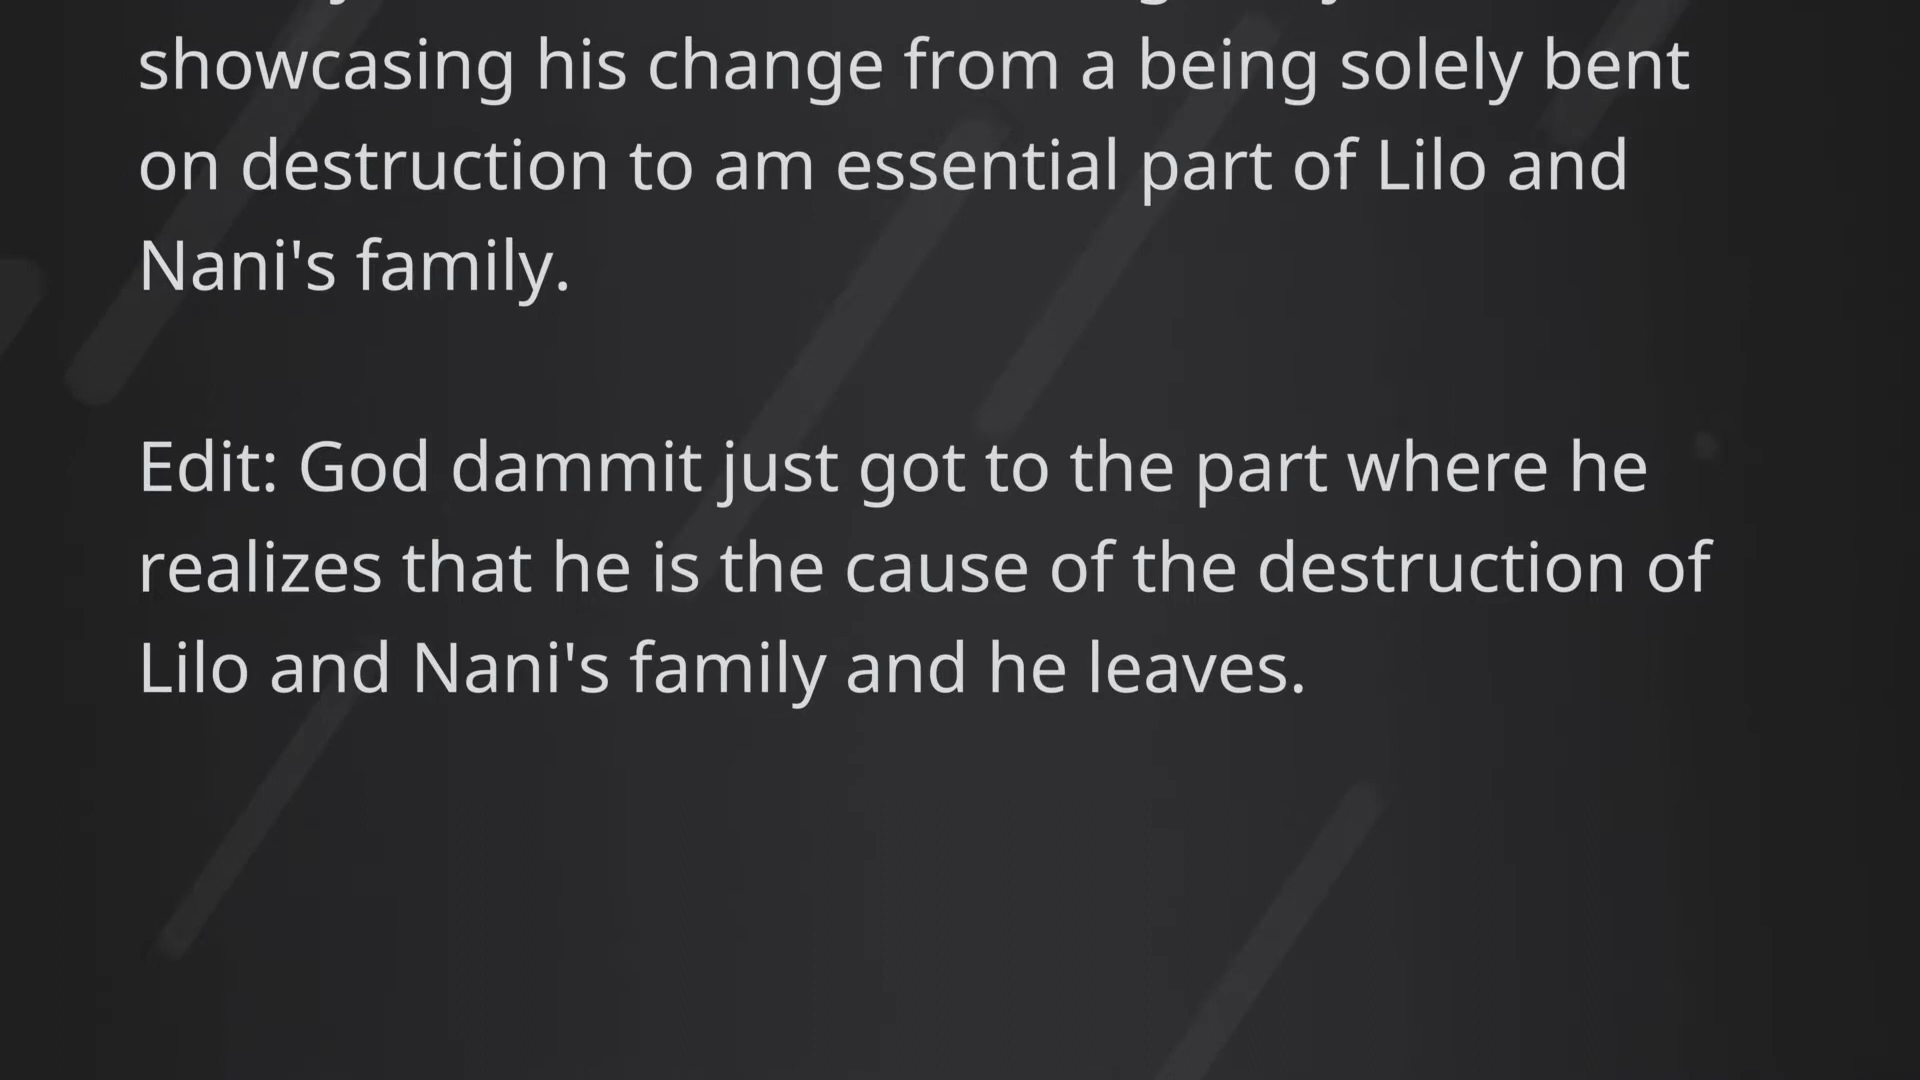 showcasing his change from a being solely bent
on destruction to am essential part of Lilo and
Nani's family.
Edit: God dammit just got to the part where he
realizes that he is the cause of the destruction of
Lilo and Nani's family and he leaves.